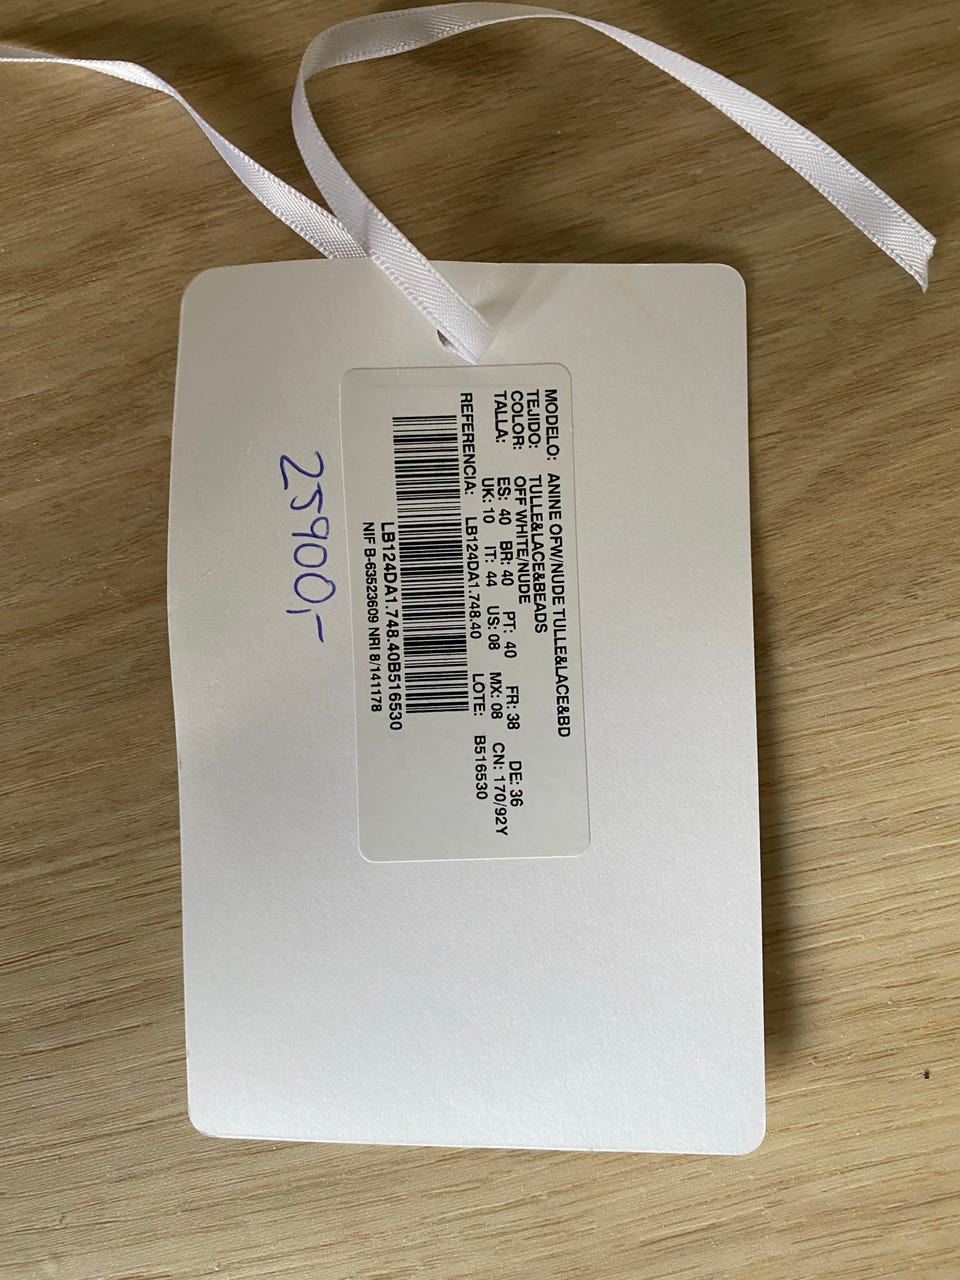 MODELO: ANINE OFW/NUDE TULLE&LACE&BD
TEJIDO: TULLE&LACE&BEADS
COLOR: OFF WHITE/NUDE
TALLA: ES: 40 BR: 40 PT: 40 FR: 38 DE: 36
UK: 10 IT: 44 US: 08 MX: 08 CN: 170/92Y
REFERENCIA: LB124DA1.748.40 LOTE: B516530
LB124DA1.748.40B516530
NIF B-63523609 NRI 8/141178
25900,-